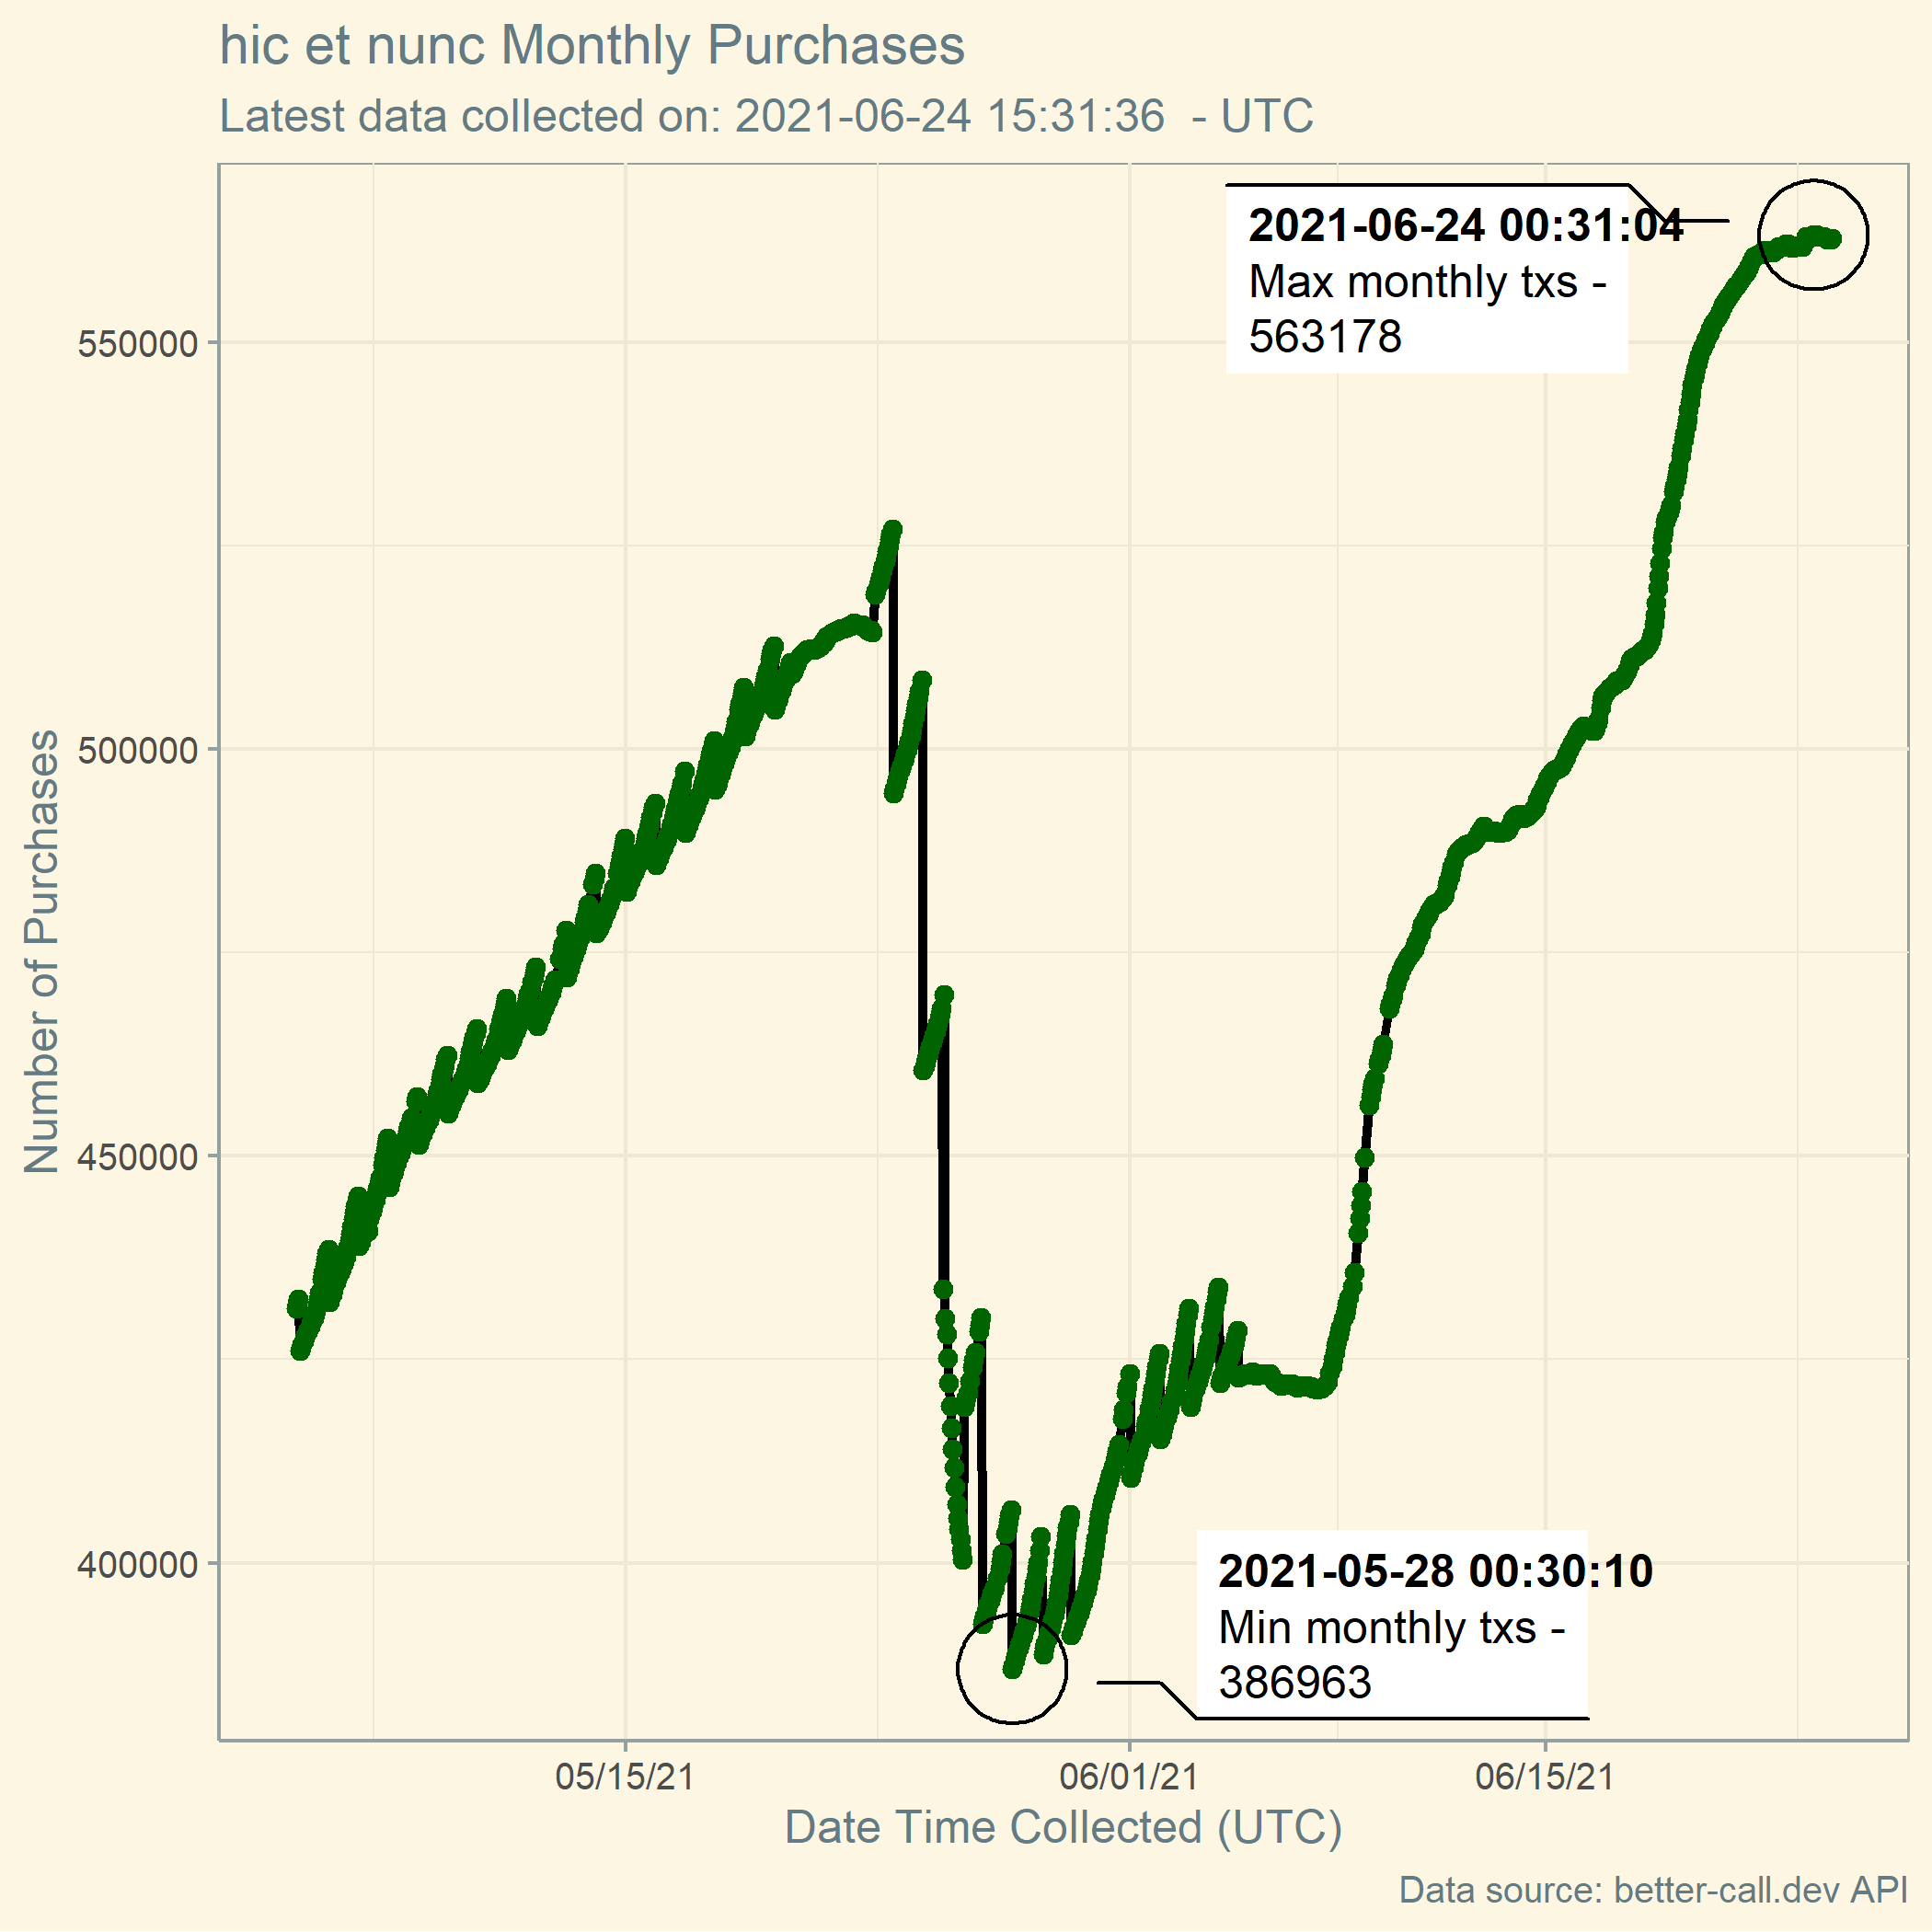 hic et nunc Monthly Purchases
Latest data collected on: 2021-06-24 15:31:36  - UTC
2021-06-24 00:31:04
Max monthly txs -
563178
550000
500000
450000
400000
Number of Purchases
2021-05-28 00:30:10
Min monthly txs -
386963
05/15/21
06/01/21
06/15/21
Date Time Collected (UTC)
Data source: better-call.dev API